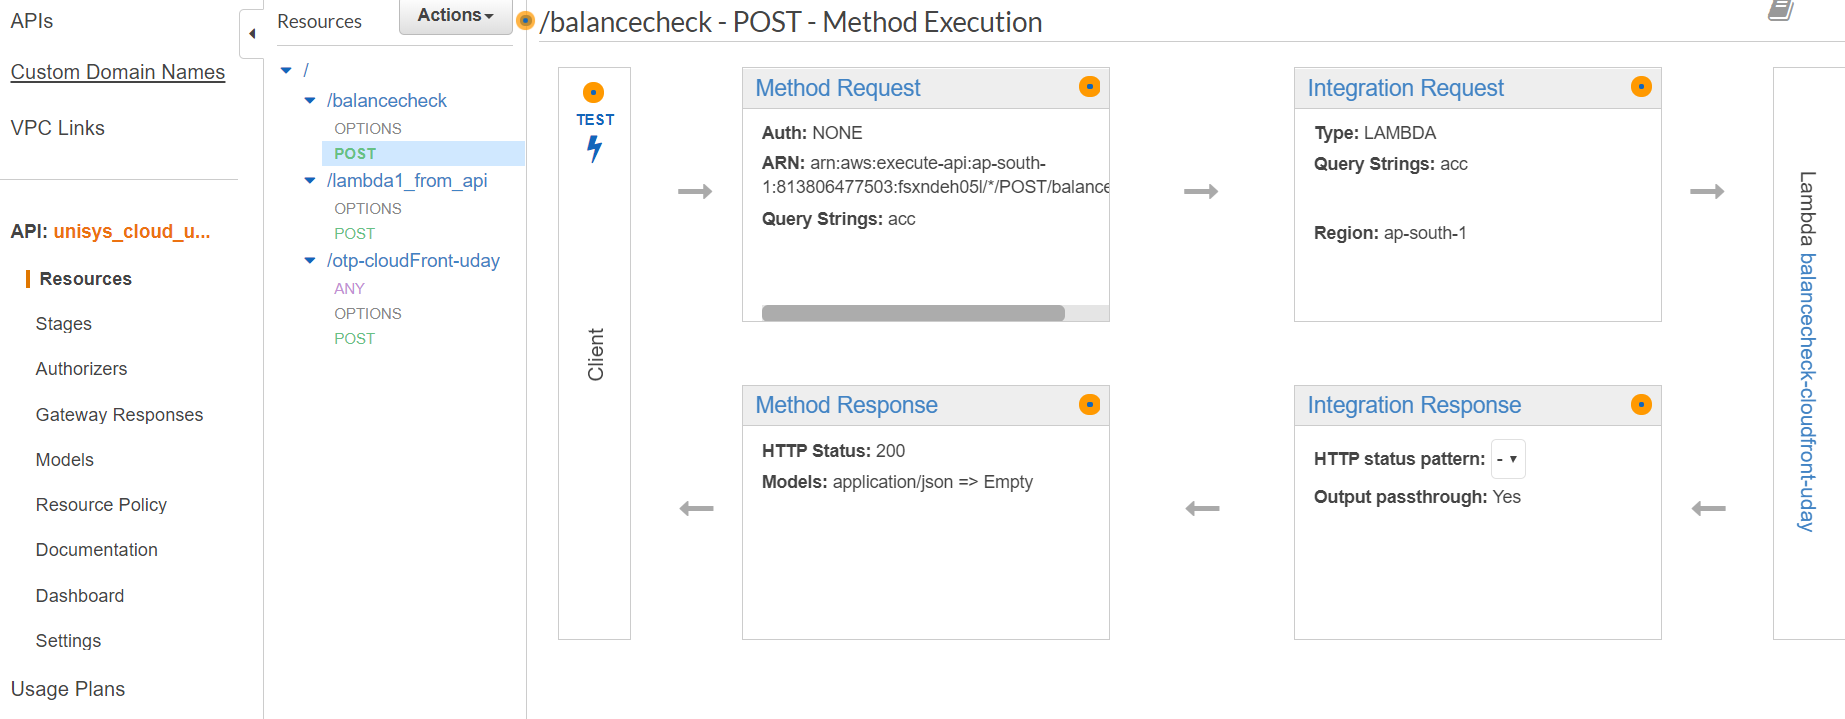 APIs
Custom Domain Names
VPC Links
API: unisys_cloud_u...
Resources
Stages
Authorizers
Gateway Responses
Models
Resource Policy
Documentation
Dashboard
Settings
Usage Plans
Resources
Actions
/
/balancecheck
OPTIONS
POST
/lambda1_from_api
OPTIONS
POST
/otp-cloudFront-uday
ANY
OPTIONS
POST
/balancecheck - POST - Method Execution
TEST
Client
Method Request
Auth: NONE
ARN: arn:aws:execute-api:ap-south-
1:813806477503:fsxndeh05l/*/POST/balance
Query Strings: acc
Integration Request
Type: LAMBDA
Query Strings: acc
Region: ap-south-1
Method Response
HTTP Status: 200
Models: application/json => Empty
Integration Response
HTTP status pattern: -
Output passthrough: Yes
Lambda balancecheck-cloudfront-uday